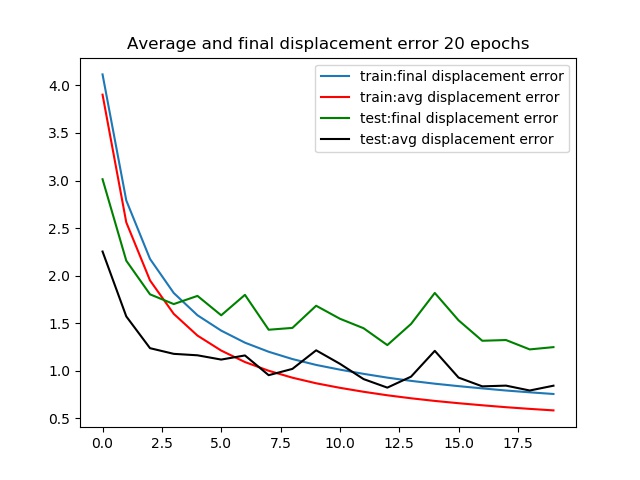 Average and final displacement error 20 epochs
train:final displacement error
train:avg displacement error
test:final displacement error
test:avg displacement error
4.0
3.5
3.0
2.5
2.0
1.5
1.0
0.5
0.0 2.5 5.0 7.5 10.0 12.5 15.0 17.5